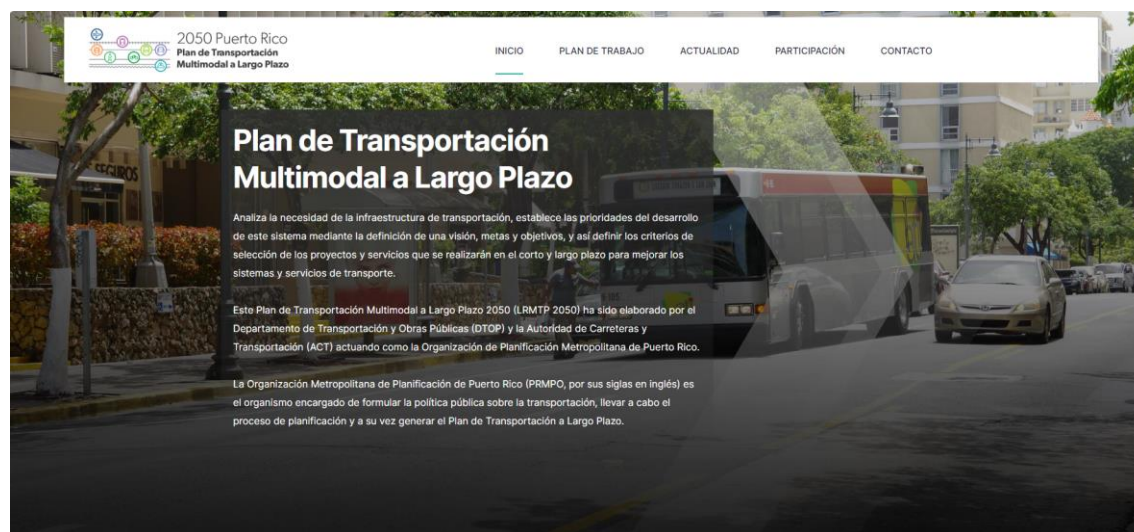 2050 Puerto Rico
Plan de Transportación
Multimodal a Largo Plazo
INICIO PLAN DE TRABAJO ACTUALIDAD PARTICIPACIÓN CONTACTO
SEGUROS
Plan de Transportación
Multimodal a Largo Plazo
Analiza la necesidad de la infraestructura de transportación, establece las prioridades del desarrollo
de este sistema mediante la definición de una visión, metas y objetivos, y así definir los criterios de
selección de los proyectos y servicios que se realizarán en el corto y largo plazo para mejorar los
sistemas y servicios de transporte.
Este Plan de Transportación Multimodal a Largo Plazo 2050 (LRMTP 2050) ha sido elaborado por el
Departamento de Transportación y Obras Públicas (DTOP) y la Autoridad de Carreteras y
Transportación (ACT) actuando como la Organización de Planificación Metropolitana de Puerto Rico.
La Organización Metropolitana de Planificación de Puerto Rico (PRMPO, por sus siglas en inglés) es
el organismo encargado de formular la política pública sobre la transportación, llevar a cabo el
proceso de planificación y a su vez generar el Plan de Transportación a Largo Plazo.